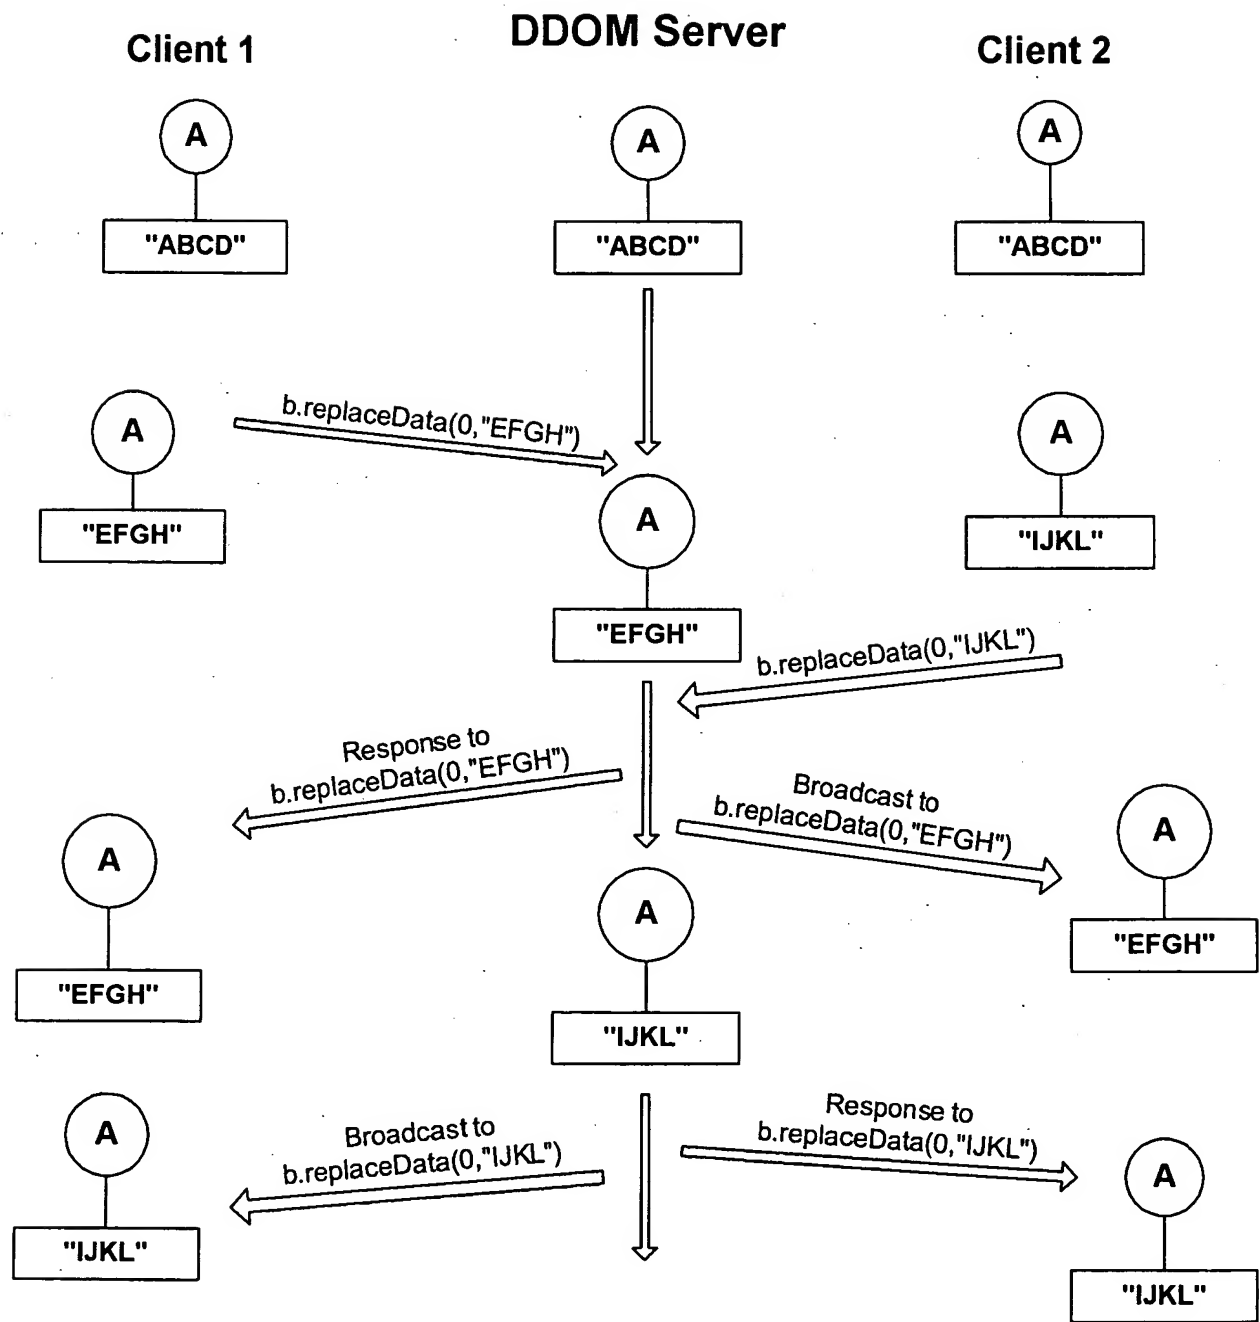 DDOM Server
Client 1
Client 2
A
A
A
"ABCD"
"ABCD"
"ABCD"
b.replaceData(0,"EFGH")
A
A
A
"EFGH"
"IJKL"
"EFGH"
b.replaceData(0,"IJKL")
Response to
b.replaceData(0,"EFGH")
Broadcast to
b.replaceData(0,"EFGH")
A
A
A
"EFGH"
"EFGH"
"IJKL"
Broadcast to
b.replaceData(0,"IJKL")
Response to
b.replaceData(0,"IJKL")
A
A
"IJKL"
"IJKL"